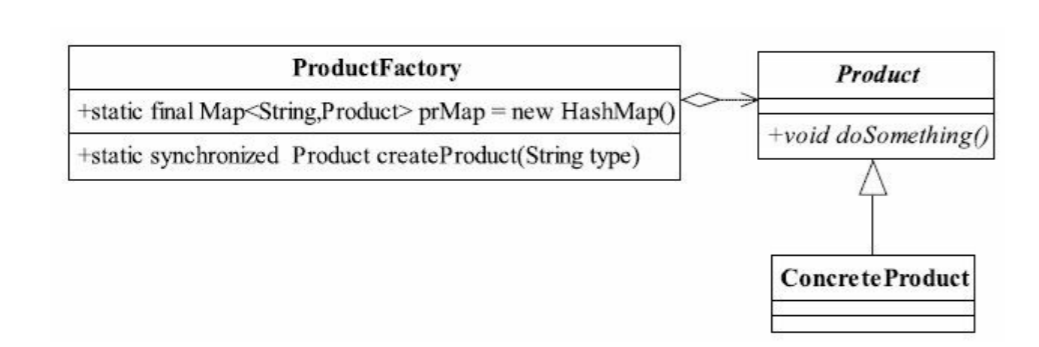 ProductFactory
+static final Map<String,Product> prMap = new HashMap()
+static synchronized Product createProduct(String type)
Product
+void doSomething()
ConcreteProduct